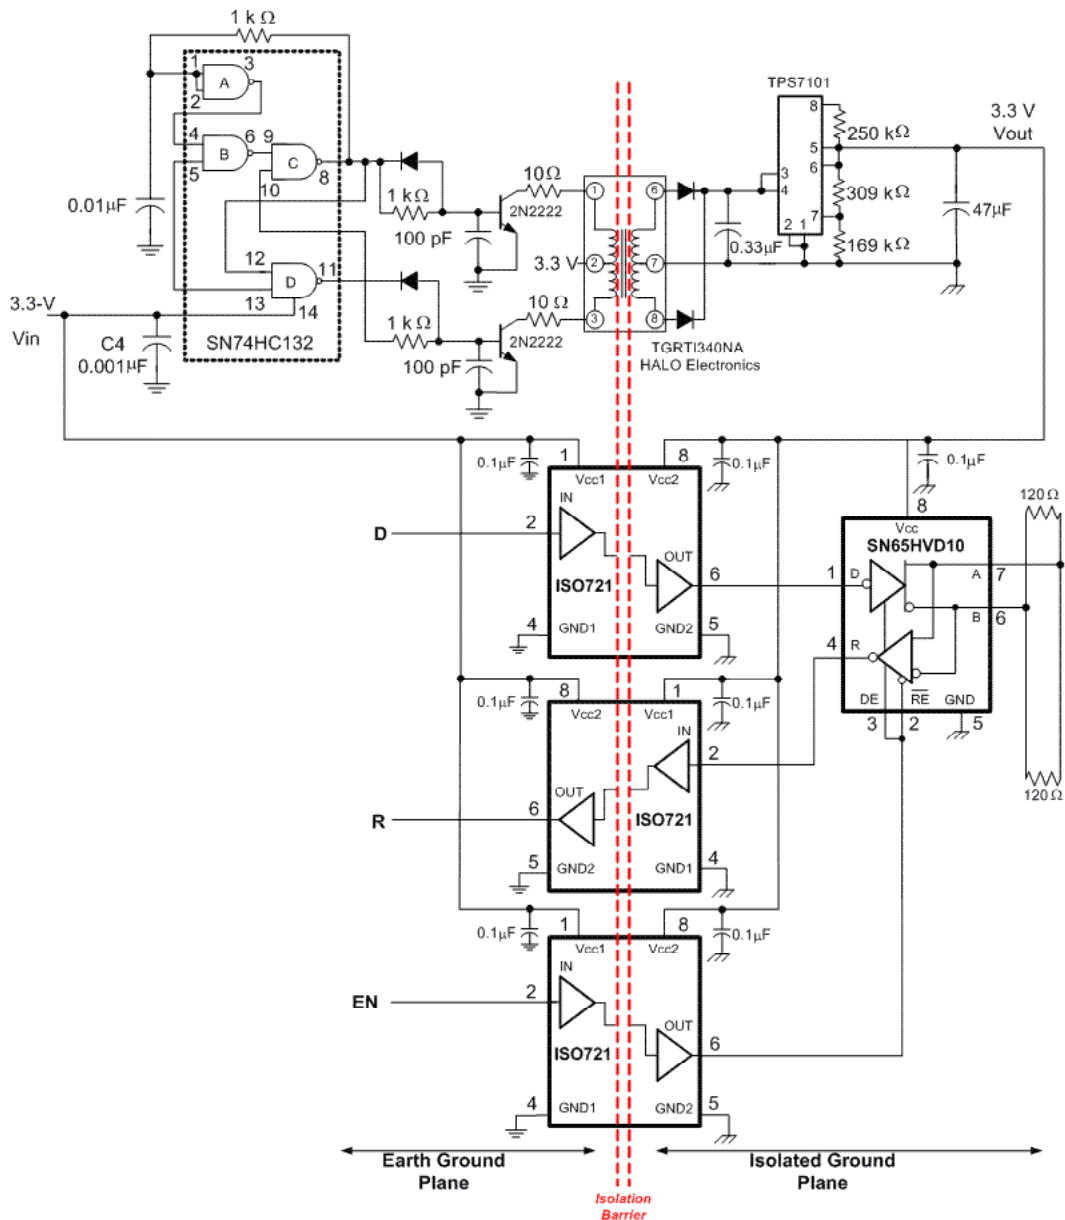 1 k Ω
1
3
A
2
4
6
9
B
C
5
8
10
12
11
D
13
14
SN74HC132
0.01µF
3.3-V
Vin
C4
0.001µF
1 kΩ
100 pF
2N2222
10Ω
1 kΩ
100 pF
2N2222
10 Ω
3.3 V
1
2
3
6
7
8
TGRTI340NA
HALO Electronics
TPS7101
8
5
6
7
3
4
2
1
0.33µF
250 kΩ
309 kΩ
169 kΩ
3.3 V
Vout
47µF
0.1µF
1
8
0.1µF
0.1µF
Vcc1
Vcc2
IN
D
2
OUT
6
ISO721
4
GND1
GND2
5
120Ω
8
Vcc
SN65HVD10
1
D
A
7
B
6
4
R
DE
RE
GND
3
2
5
120Ω
0.1µF
8
1
0.1µF
Vcc2
Vcc1
IN
2
OUT
R
6
ISO721
5
GND2
GND1
4
0.1µF
1
8
0.1µF
Vcc1
Vcc2
IN
EN
2
OUT
6
ISO721
4
GND1
GND2
5
Earth Ground
Plane
Isolated Ground
Plane
Isolation
Barrier